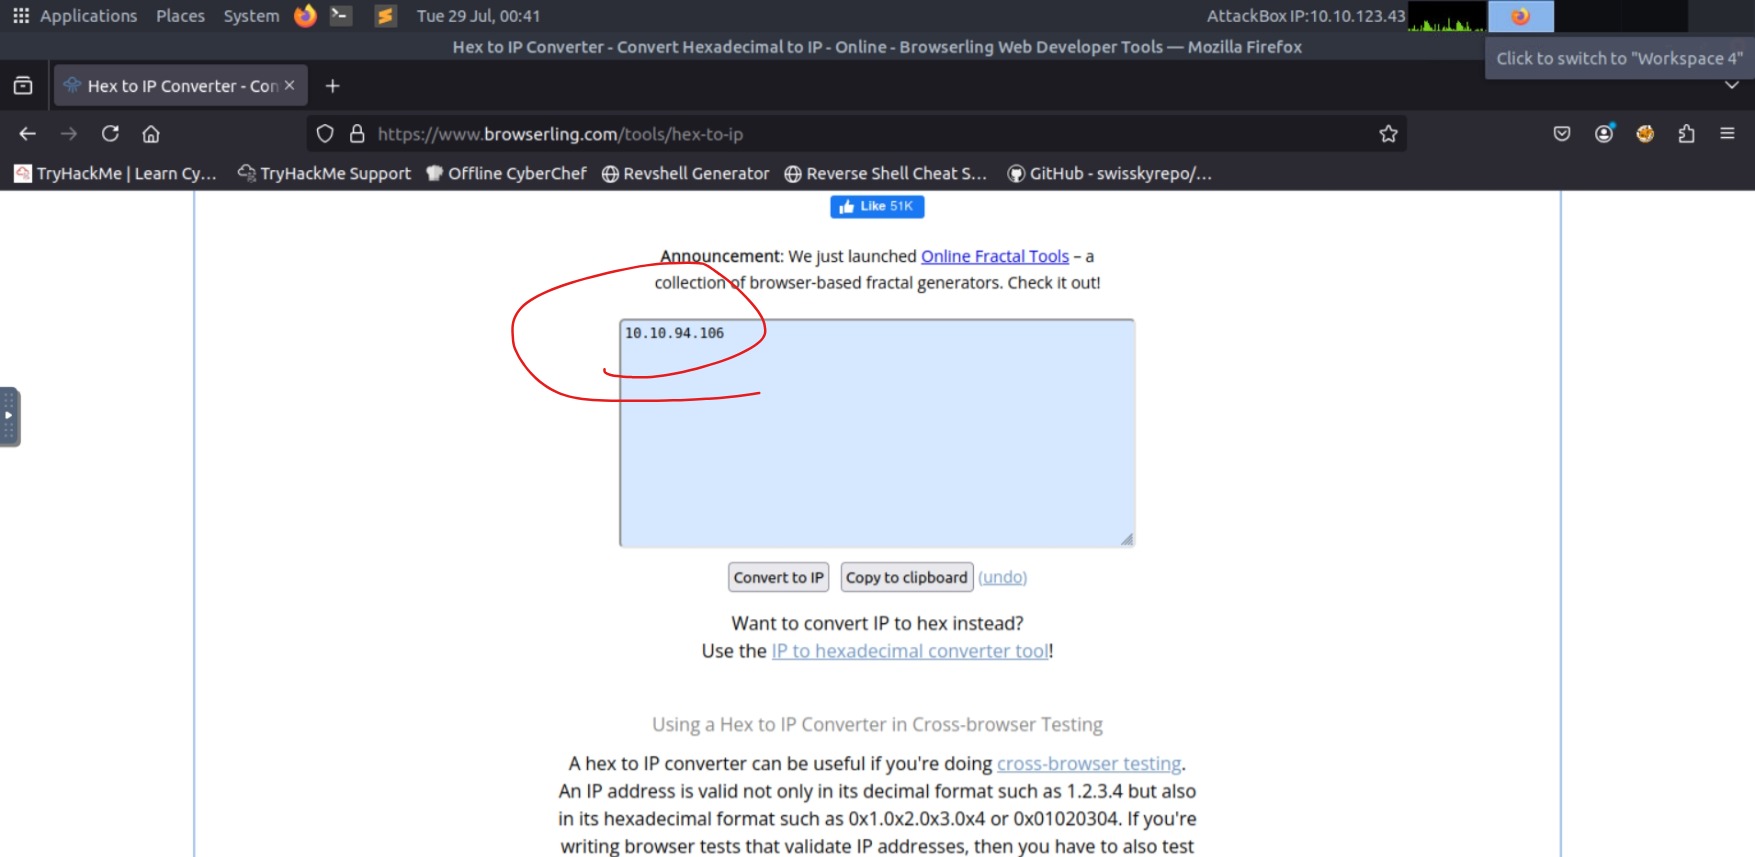 Applications Places System Tue 29 Jul, 00:41 AttackBox IP:10.10.123.43
Hex to IP Converter - Convert Hexadecimal to IP - Online - Browserling Web Developer Tools — Mozilla Firefox
Click to switch to "Workspace 4"
Hex to IP Converter - Con
https://www.browserling.com/tools/hex-to-ip
TryHackMe | Learn Cy... TryHackMe Support Offline CyberChef Revshell Generator Reverse Shell Cheat S... GitHub - swisskyrepo/...
Like 51K
Announcement: We just launched Online Fractal Tools – a
collection of browser-based fractal generators. Check it out!
10.10.94.106
Convert to IP Copy to clipboard (undo)
Want to convert IP to hex instead?
Use the IP to hexadecimal converter tool!
Using a Hex to IP Converter in Cross-browser Testing
A hex to IP converter can be useful if you're doing cross-browser testing.
An IP address is valid not only in its decimal format such as 1.2.3.4 but also
in its hexadecimal format such as 0x1.0x2.0x3.0x4 or 0x01020304. If you're
writing browser tests that validate IP addresses, then you have to also test